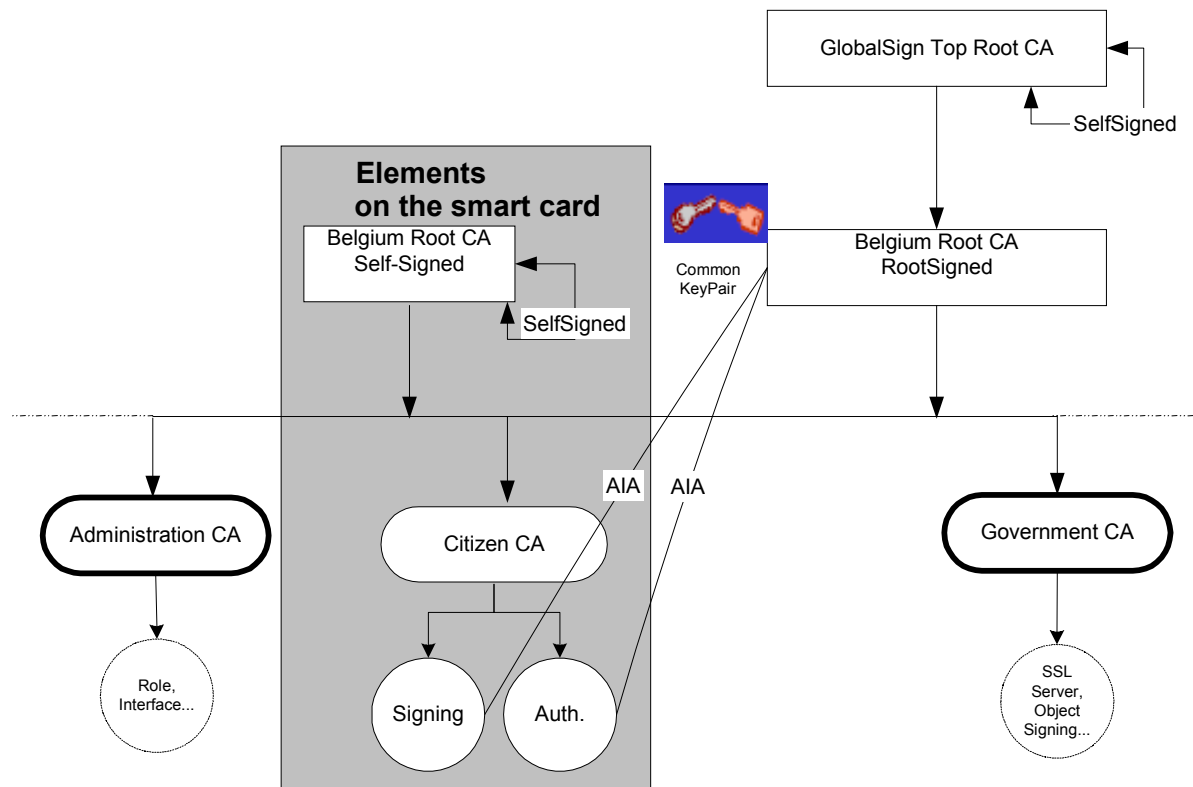 GlobalSign Top Root CA
SelfSigned
Elements
on the smart card
Belgium Root CA
Self-Signed
SelfSigned
Common
KeyPair
Belgium Root CA
RootSigned
AIA
AIA
Administration CA
Citizen CA
Government CA
Role,
Interface...
Signing
Auth.
SSL
Server,
Object
Signing...